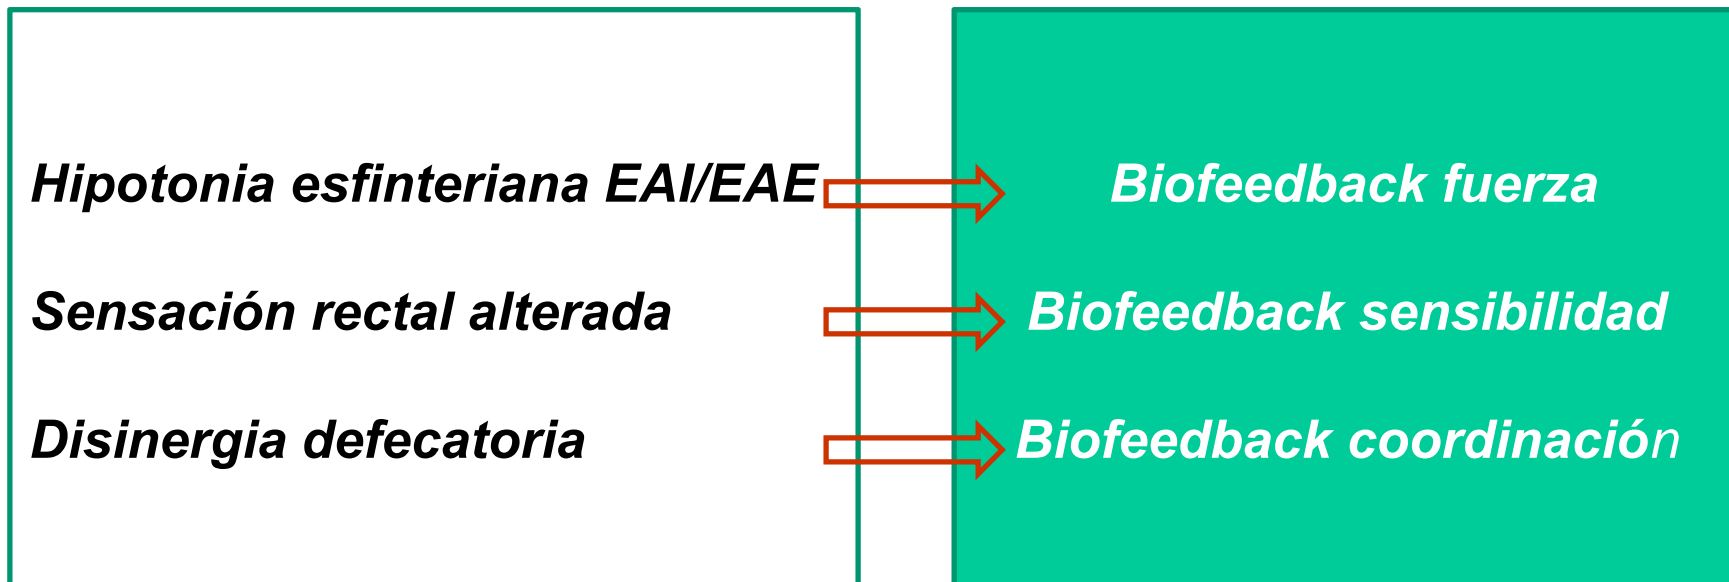 Hipotonia esfinteriana EAI/EAE
Biofeedback fuerza
Sensación rectal alterada
Biofeedback sensibilidad
Disinergia defecatoria
Biofeedback coordinación